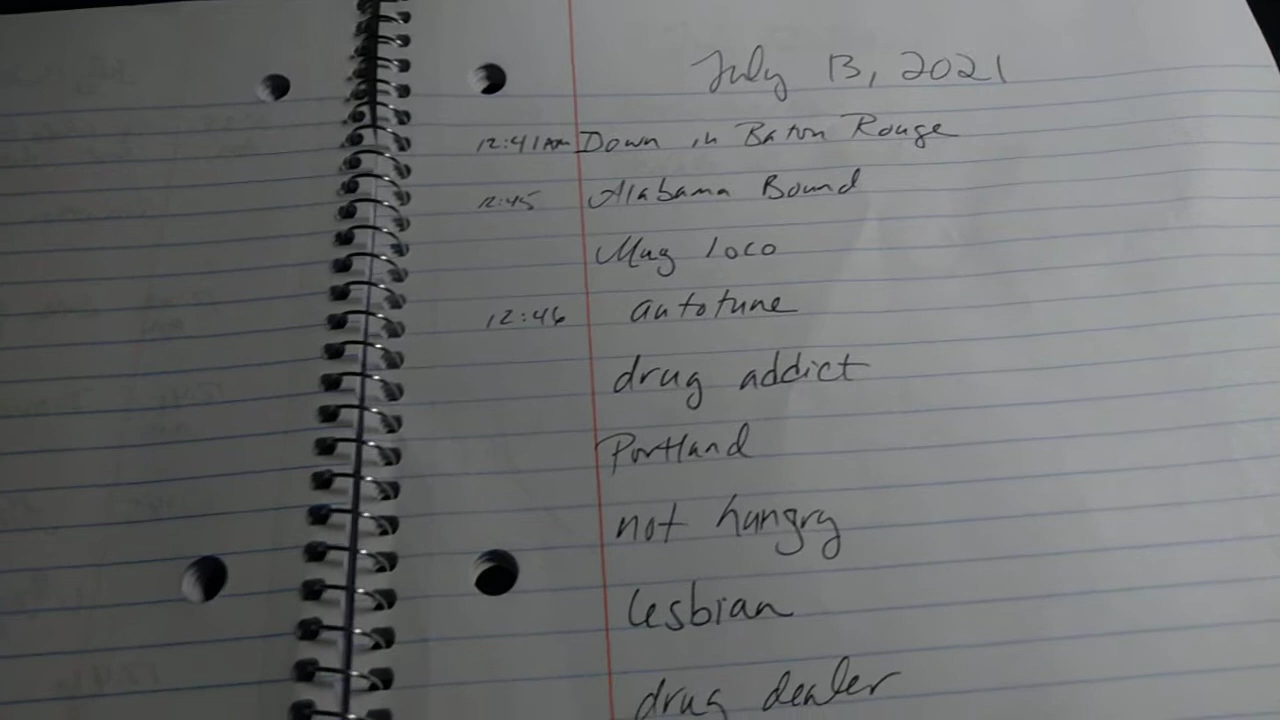 July 13, 2021
12:41AM Down in Baton Rouge
12:45 Alabama Bound
Mug loco
12:46 autotune
drug addict
Portland
not hungry
lesbian
drug dealer